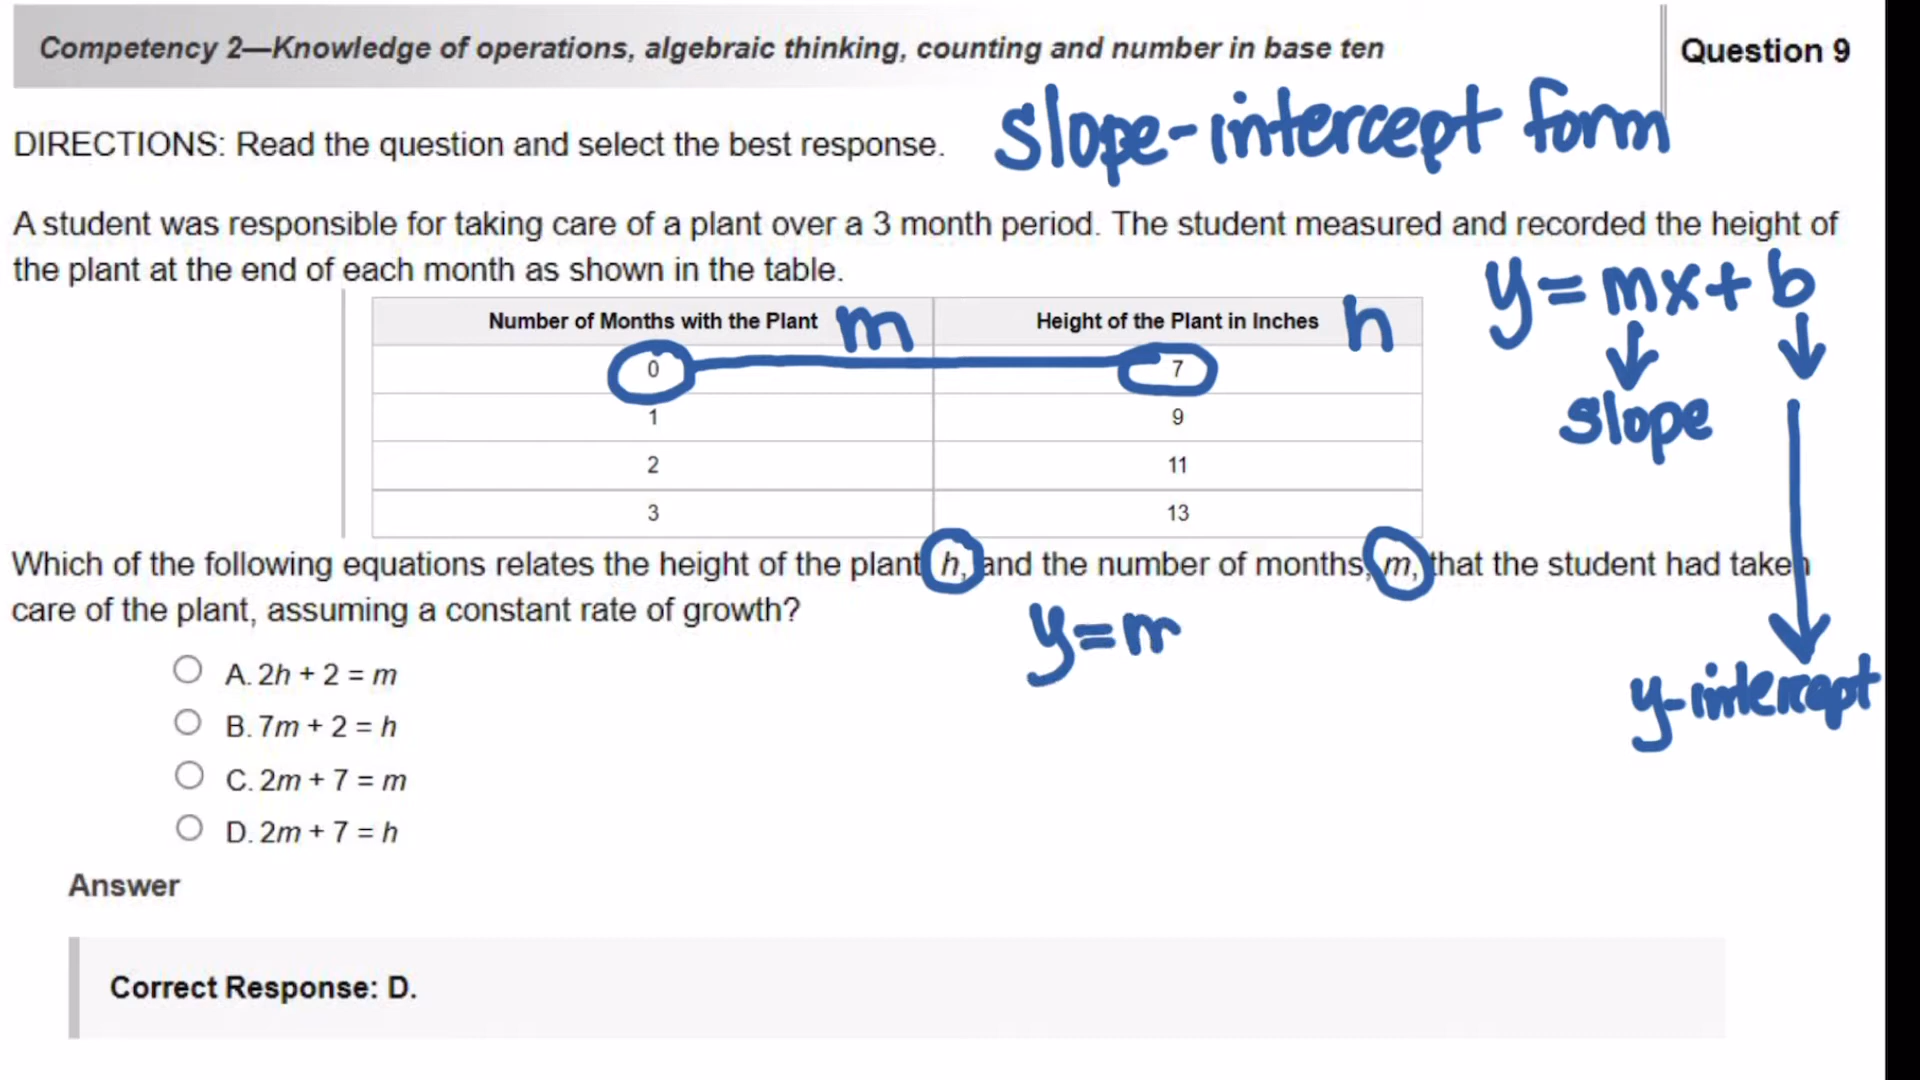 Competency 2—Knowledge of operations, algebraic thinking, counting and number in base ten
Question 9
DIRECTIONS: Read the question and select the best response.
slope-intercept form
A student was responsible for taking care of a plant over a 3 month period. The student measured and recorded the height of
the plant at the end of each month as shown in the table.
y=mx+b
slope
y-intercept
Number of Months with the Plant m Height of the Plant in Inches h
0 7
1 9
2 11
3 13
Which of the following equations relates the height of the plant h, and the number of months, m, that the student had taken
care of the plant, assuming a constant rate of growth?
y=m
A. 2h + 2 = m
B. 7m + 2 = h
C. 2m + 7 = m
D. 2m + 7 = h
Answer
Correct Response: D.